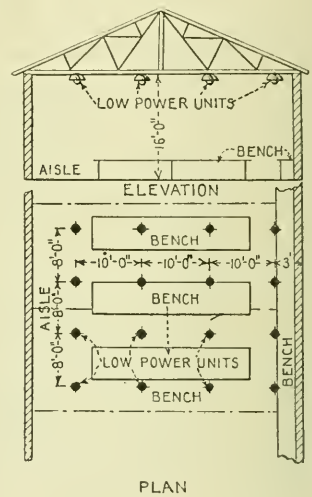 LOW POWER UNITS
16'-0"
BENCH
AISLE
ELEVATION
BENCH
8'-0"
10'-0" 10'-0" 10'-0" 3'
AISLE
8'-0"
BENCH
8'-0"
LOW POWER UNITS
BENCH
BENCH
PLAN